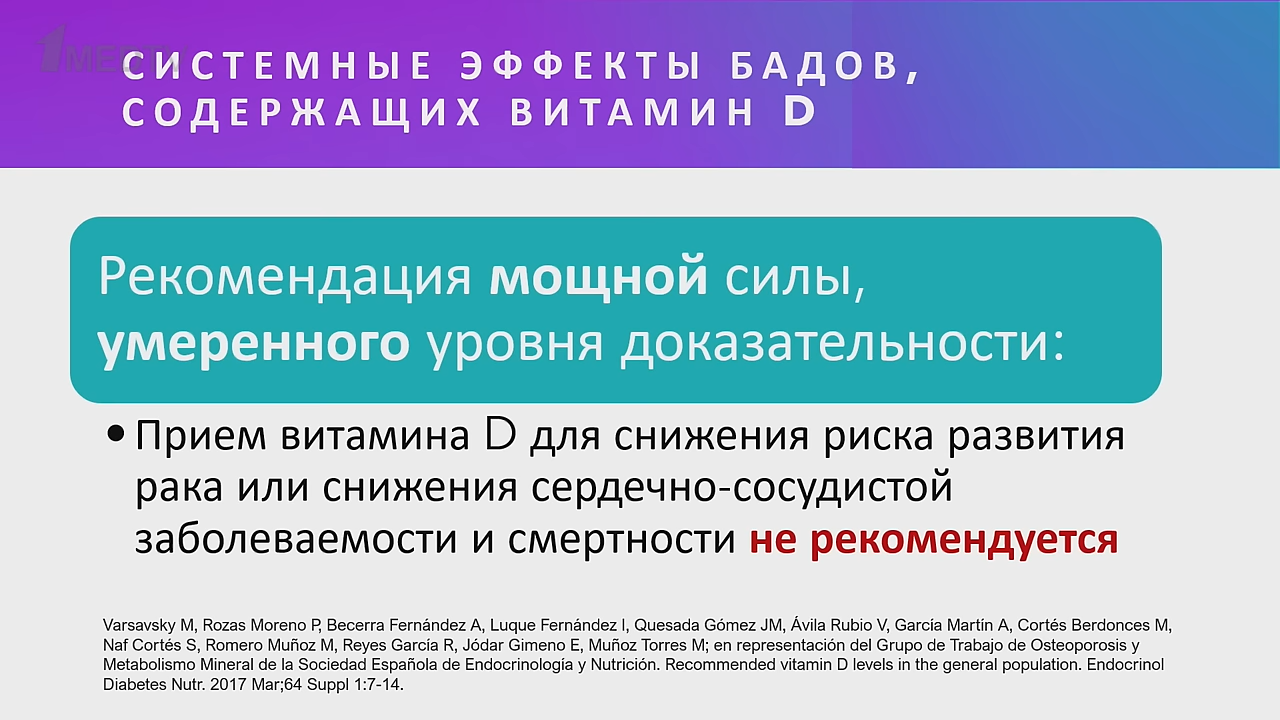 1МЕDTV
СИСТЕМНЫЕ ЭФФЕКТЫ БАДОВ,
СОДЕРЖАЩИХ ВИТАМИН D
Рекомендация мощной силы,
умеренного уровня доказательности:
• Прием витамина D для снижения риска развития
рака или снижения сердечно-сосудистой
заболеваемости и смертности не рекомендуется
Varsavsky M, Rozas Moreno P, Becerra Fernández A, Luque Fernández I, Quesada Gómez JM, Ávila Rubio V, García Martín A, Cortés Berdonces M,
Naf Cortés S, Romero Muñoz M, Reyes García R, Jódar Gimeno E, Muñoz Torres M; en representación del Grupo de Trabajo de Osteoporosis y
Metabolismo Mineral de la Sociedad Española de Endocrinología y Nutrición. Recommended vitamin D levels in the general population. Endocrinol
Diabetes Nutr. 2017 Mar;64 Suppl 1:7-14.